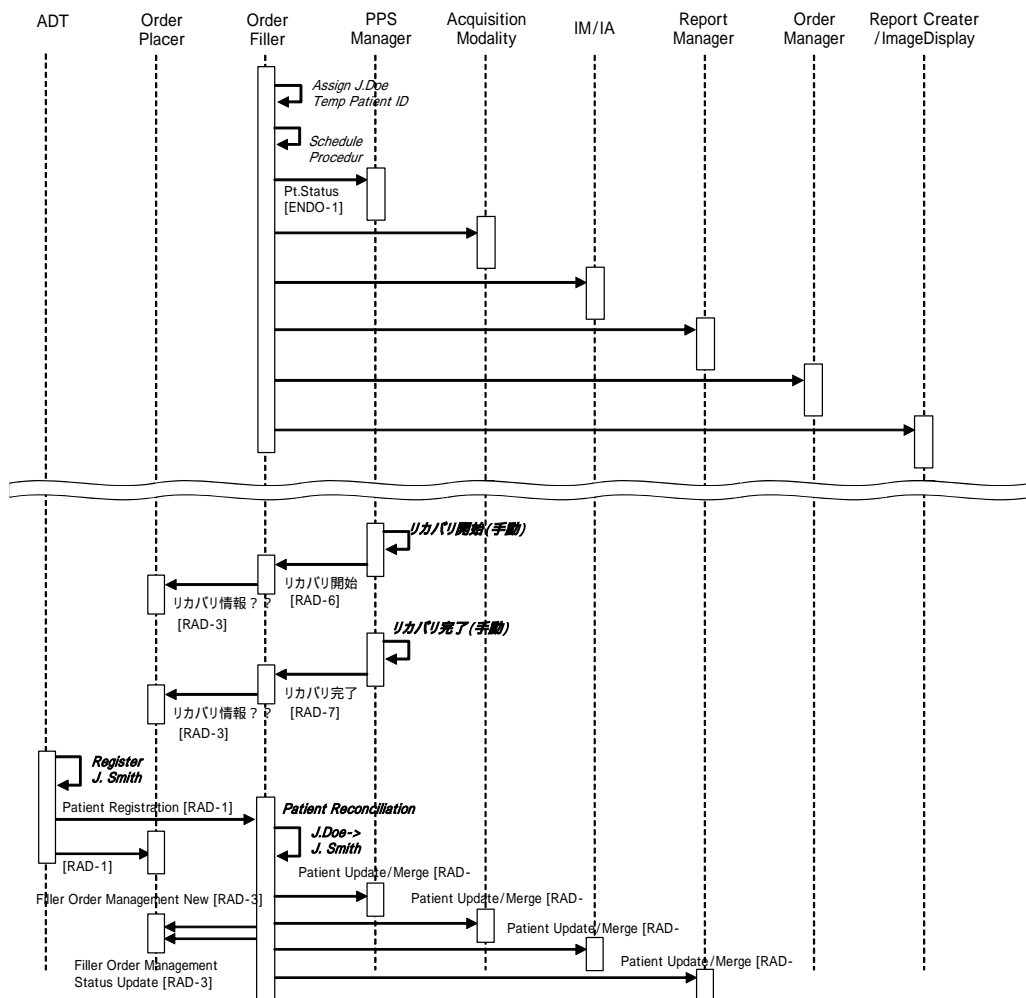 ADT
Order
Placer
Order
Filler
PPS
Manager
Acquisition
Modality
IM/IA
Report
Manager
Order
Manager
Report Creater
/ImageDisplay
Assign J.Doe
Temp Patient ID
Schedule
Procedur
Pt.Status
[ENDO-1]
リカバリ開始(手動)
リカバリ開始
[RAD-6]
リカバリ情報??
[RAD-3]
リカバリ完了(手動)
リカバリ完了
[RAD-7]
リカバリ情報??
[RAD-3]
Register
J. Smith
Patient Registration [RAD-1]
Patient Reconciliation
J.Doe->
J. Smith
[RAD-1]
Patient Update/Merge [RAD-
Filler Order Management New [RAD-3]
Patient Update/Merge [RAD-
Patient Update/Merge [RAD-
Filler Order Management
Status Update [RAD-3]
Patient Update/Merge [RAD-